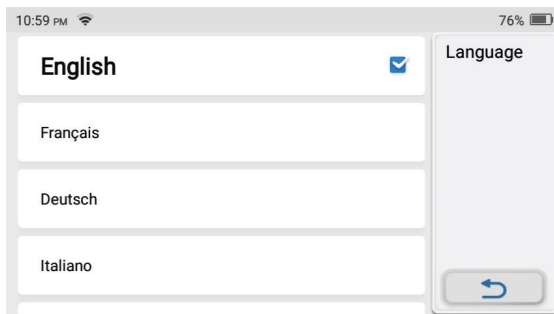 10:59 PM
76%
English
Language
Français
Deutsch
Italiano